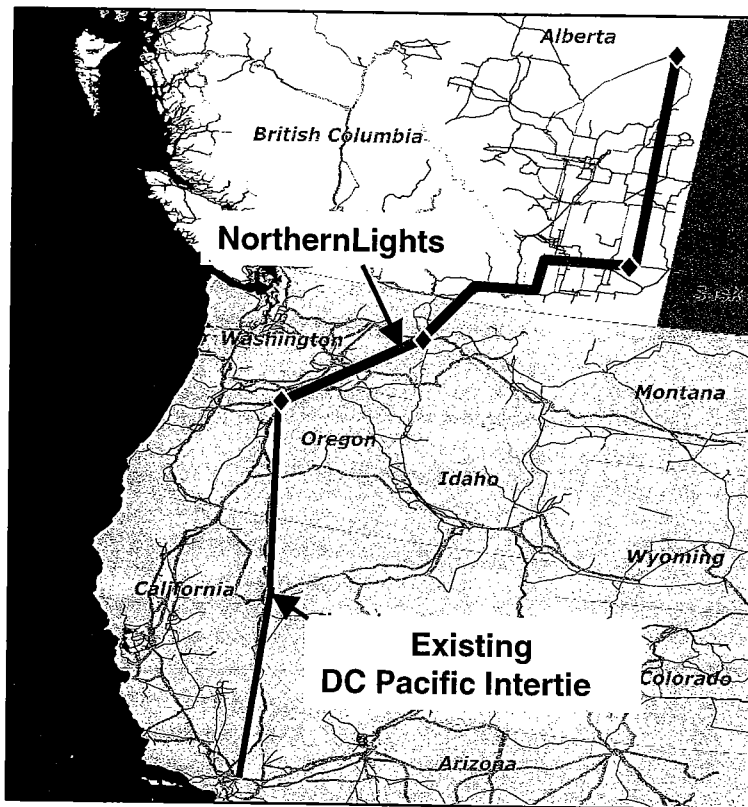 Alberta
British Columbia
NorthernLights
Washington
Montana
Oregon
Idaho
Wyoming
California
Existing
DC Pacific Intertie
Colorado
Arizona